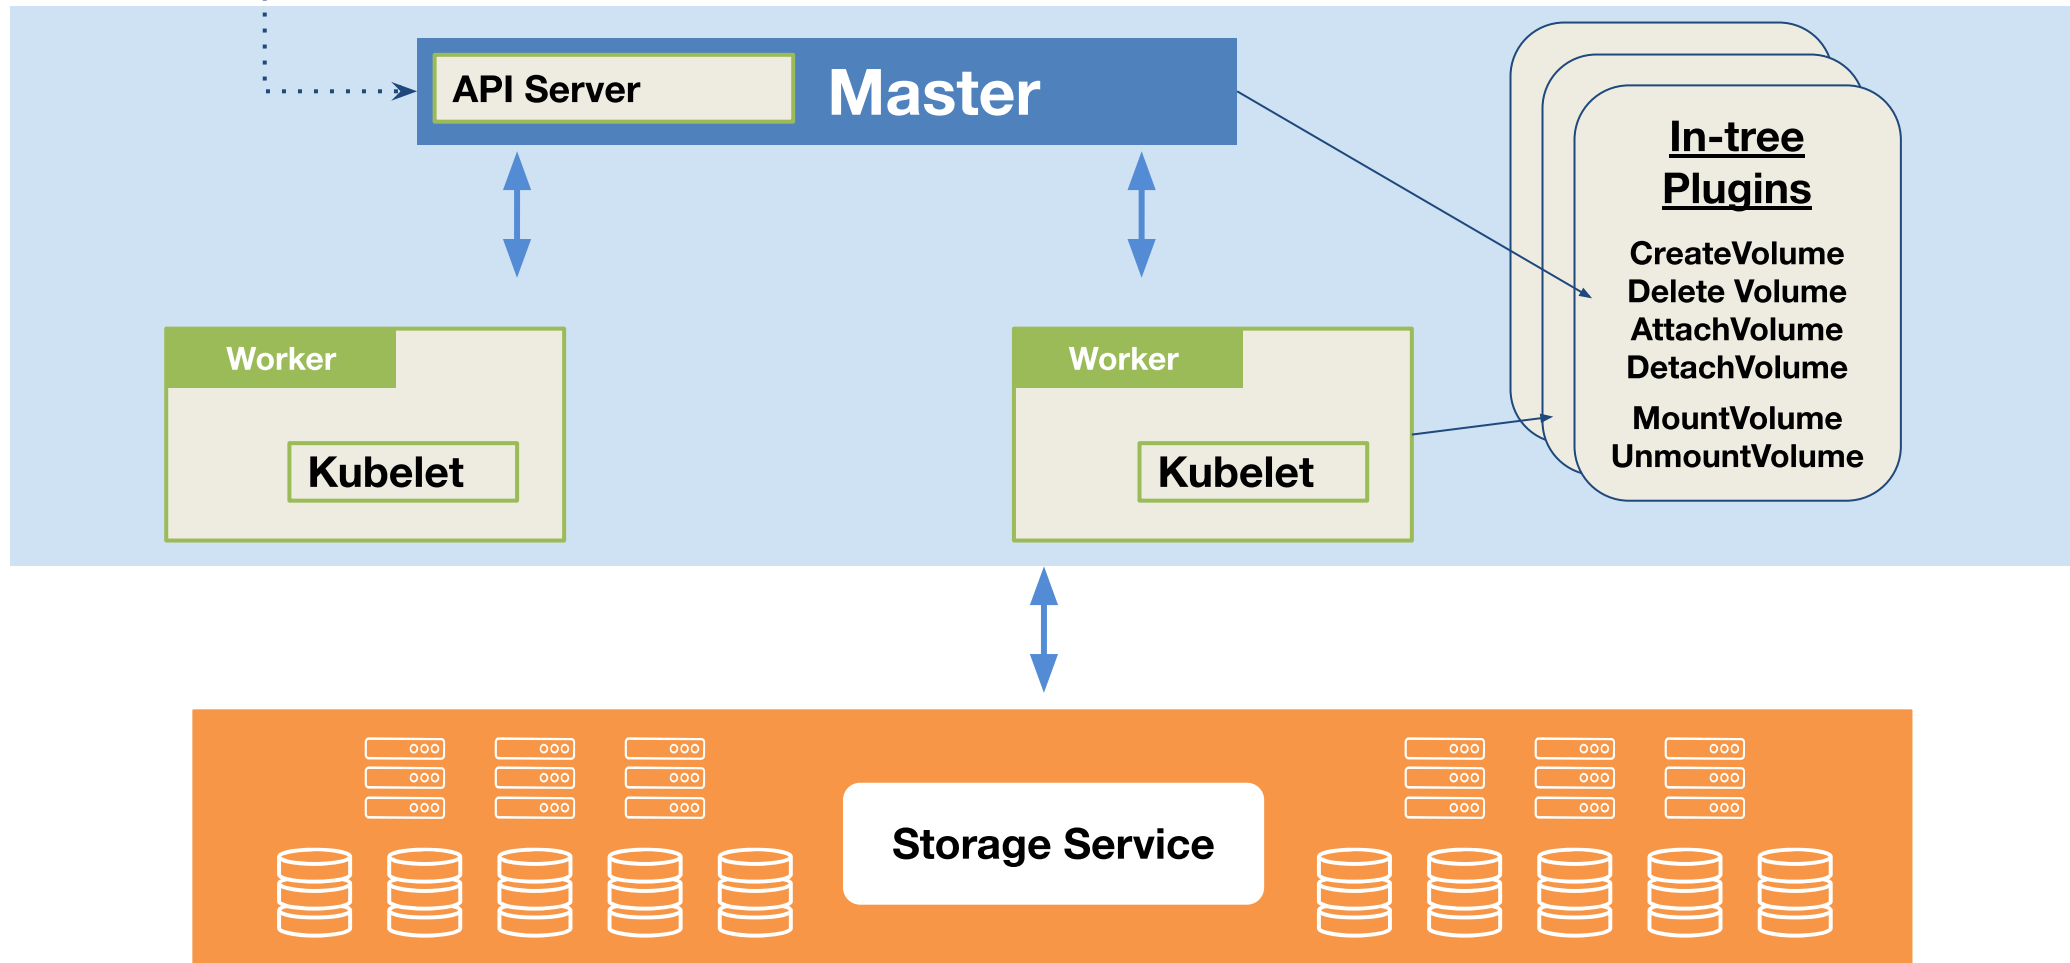 API Server
Master
In-tree
Plugins
CreateVolume
Delete Volume
AttachVolume
DetachVolume
MountVolume
UnmountVolume
Worker
Kubelet
Worker
Kubelet
Storage Service